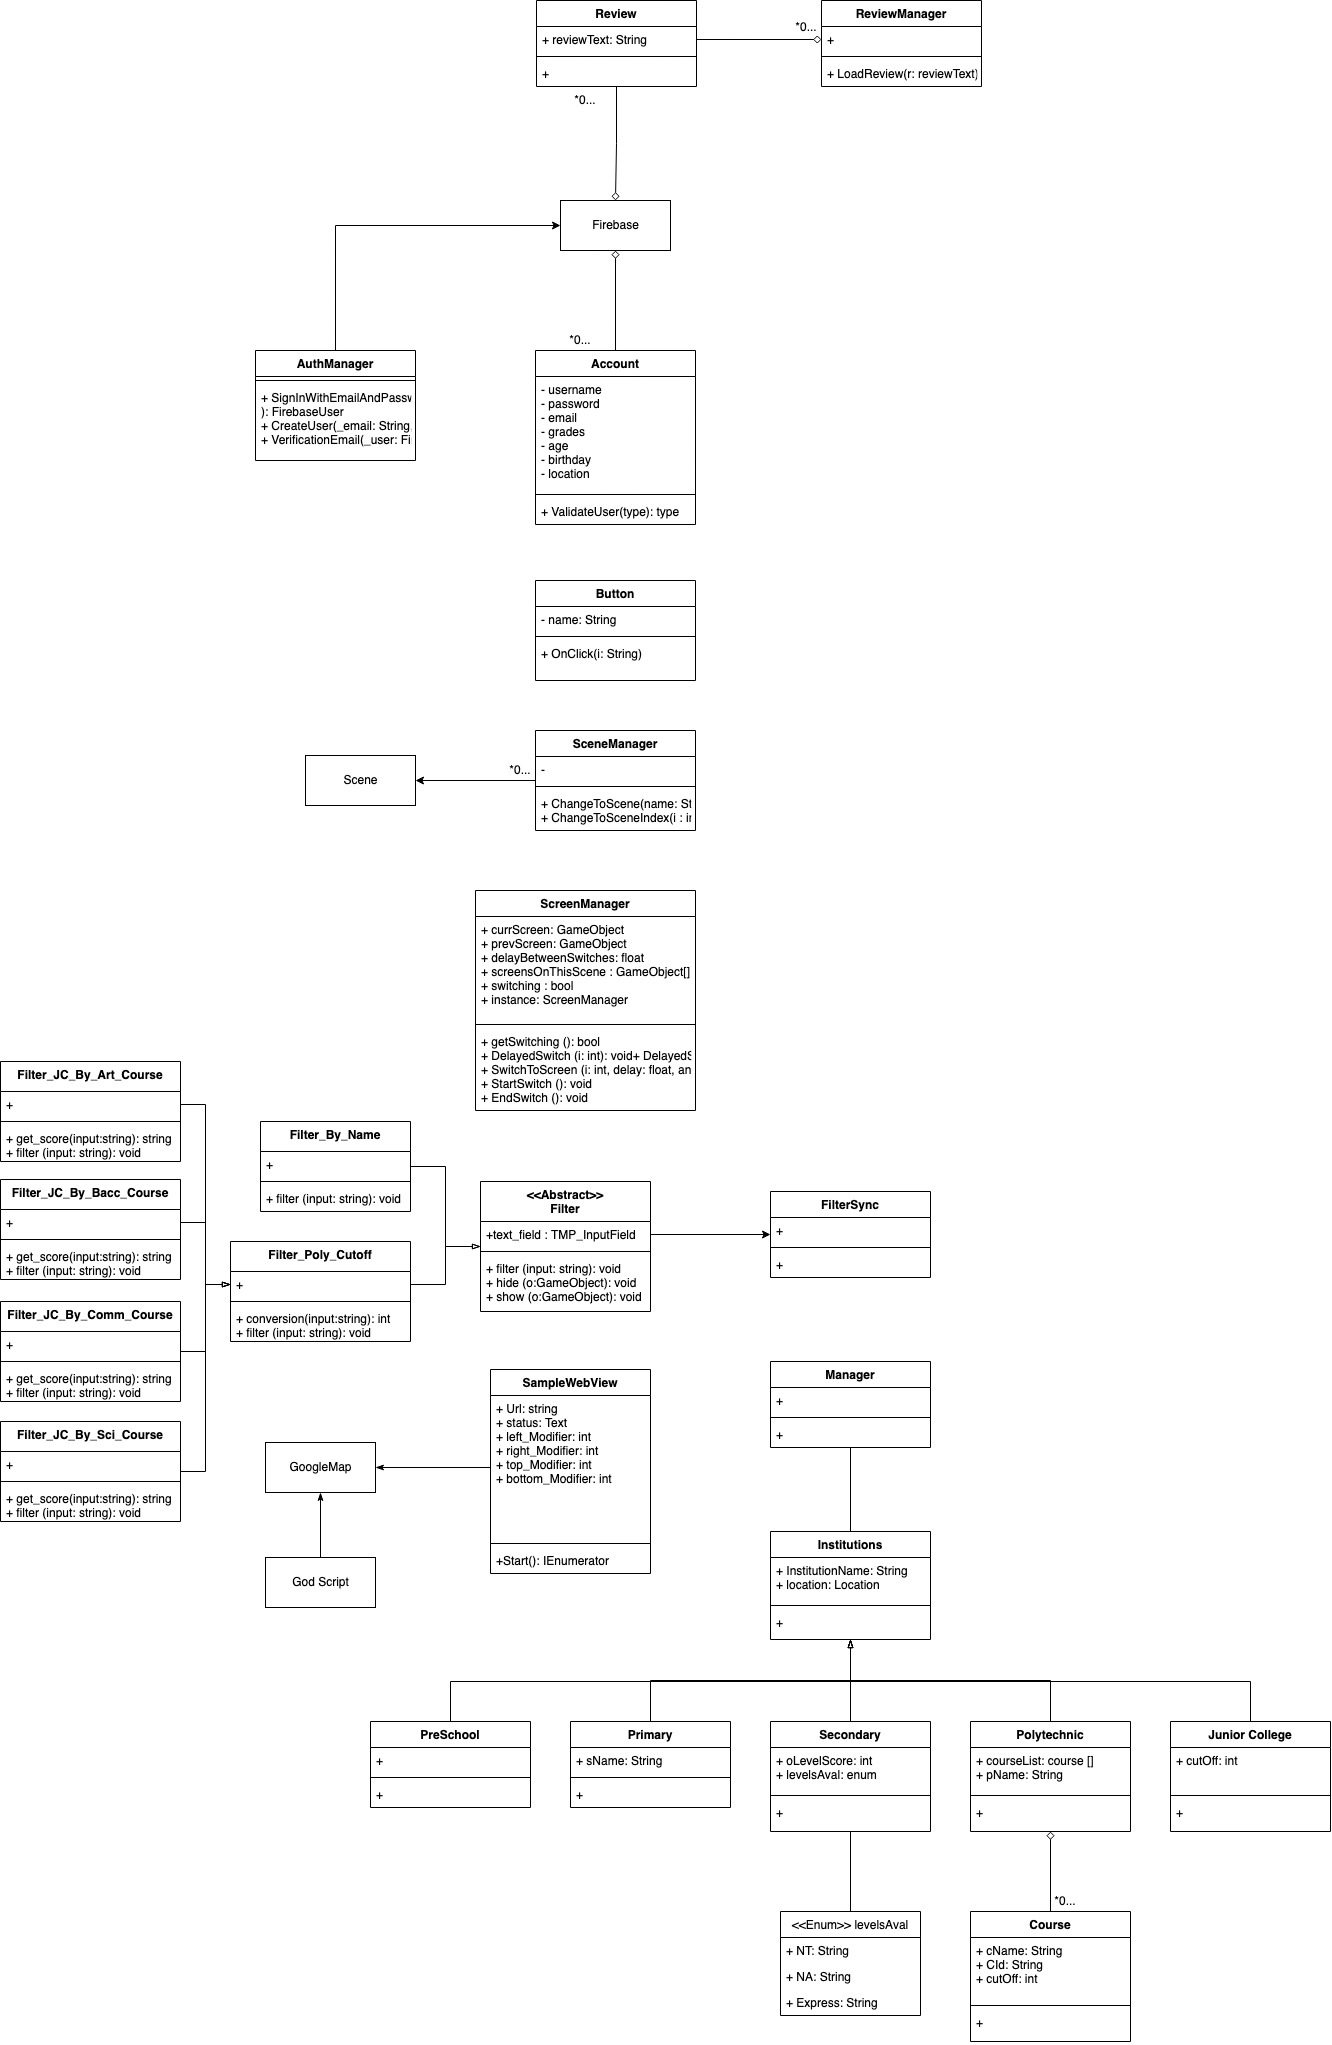 Review
+ reviewText: String
+
*0...
ReviewManager
+
+ LoadReview(r: reviewText)
*0...
Firebase
*0...
AuthManager
+ SignInWithEmailAndPassw
): FirebaseUser
+ CreateUser(_email: String,
+ VerificationEmail(_user: Fi
Account
- username
- password
- email
- grades
- age
- birthday
- location
+ ValidateUser(type): type
Button
- name: String
+ OnClick(i: String)
Scene
*0...
SceneManager
-
+ ChangeToScene(name: St
+ ChangeToSceneIndex(i : in
ScreenManager
+ currScreen: GameObject
+ prevScreen: GameObject
+ delayBetweenSwitches: float
+ screensOnThisScene : GameObject[]
+ switching : bool
+ instance: ScreenManager
+ getSwitching (): bool
+ DelayedSwitch (i: int): void+ DelayedS
+ SwitchToScreen (i: int, delay: float, an
+ StartSwitch (): void
+ EndSwitch (): void
Filter_JC_By_Art_Course
+
+ get_score(input:string): string
+ filter (input: string): void
Filter_JC_By_Bacc_Course
+
+ get_score(input:string): string
+ filter (input: string): void
Filter_JC_By_Comm_Course
+
+ get_score(input:string): string
+ filter (input: string): void
Filter_JC_By_Sci_Course
+
+ get_score(input:string): string
+ filter (input: string): void
Filter_By_Name
+
+ filter (input: string): void
Filter_Poly_Cutoff
+
+ conversion(input:string): int
+ filter (input: string): void
<<Abstract>>
Filter
+text_field : TMP_InputField
+ filter (input: string): void
+ hide (o:GameObject): void
+ show (o:GameObject): void
FilterSync
+
+
GoogleMap
God Script
SampleWebView
+ Url: string
+ status: Text
+ left_Modifier: int
+ right_Modifier: int
+ top_Modifier: int
+ bottom_Modifier: int
+Start(): IEnumerator
Manager
+
+
Institutions
+ InstitutionName: String
+ location: Location
+
PreSchool
+
+
Primary
+ sName: String
+
Secondary
+ oLevelScore: int
+ levelsAval: enum
+
Polytechnic
+ courseList: course []
+ pName: String
+
Junior College
+ cutOff: int
+
<<Enum>> levelsAval
+ NT: String
+ NA: String
+ Express: String
*0...
Course
+ cName: String
+ CId: String
+ cutOff: int
+